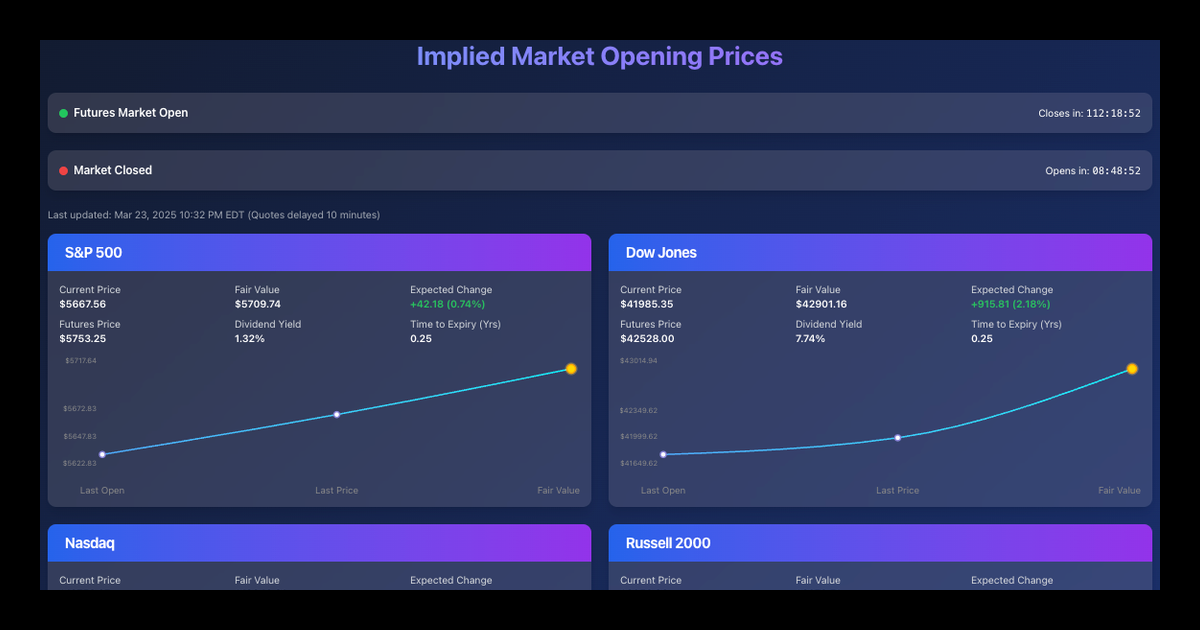 Implied Market Opening Prices
Futures Market Open Closes in: 112:18:52
Market Closed Opens in: 08:48:52
Last updated: Mar 23, 2025 10:32 PM EDT (Quotes delayed 10 minutes)
S&P 500
Current Price Fair Value Expected Change
$5667.56 $5709.74 +42.18 (0.74%)
Futures Price Dividend Yield Time to Expiry (Yrs)
$5753.25 1.32% 0.25
$5717.64
$5672.83
$5647.83
$5622.83
Last Open Last Price Fair Value
Dow Jones
Current Price Fair Value Expected Change
$41985.35 $42901.16 +915.81 (2.18%)
Futures Price Dividend Yield Time to Expiry (Yrs)
$42528.00 7.74% 0.25
$43014.94
$42349.62
$41999.62
$41649.62
Last Open Last Price Fair Value
Nasdaq
Current Price Fair Value Expected Change
Russell 2000
Current Price Fair Value Expected Change